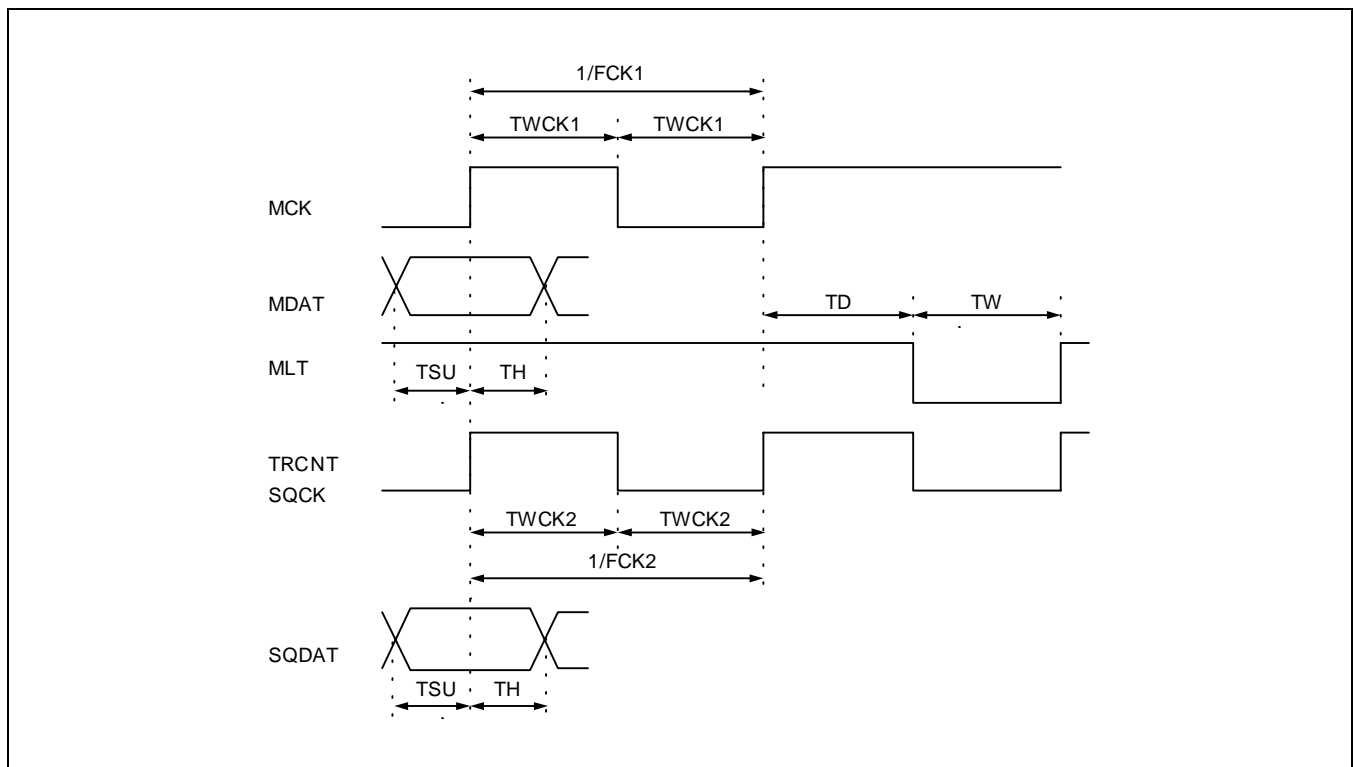 1/FCK1
TWCK1 TWCK1
MCK
MDAT
TD TW
MLT
TSU TH
TRCNT
SQCK
TWCK2 TWCK2
1/FCK2
SQDAT
TSU TH